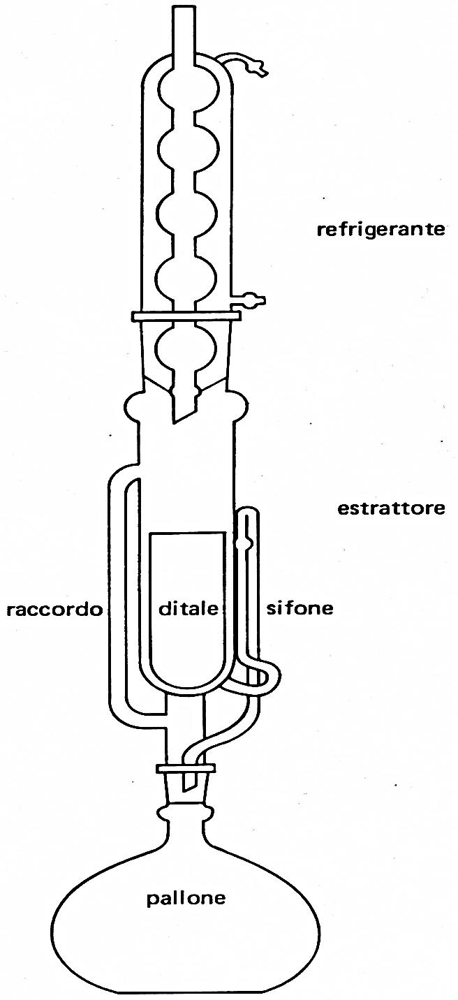 refrigerante
estrattore
raccordo
ditale
sifone
pallone